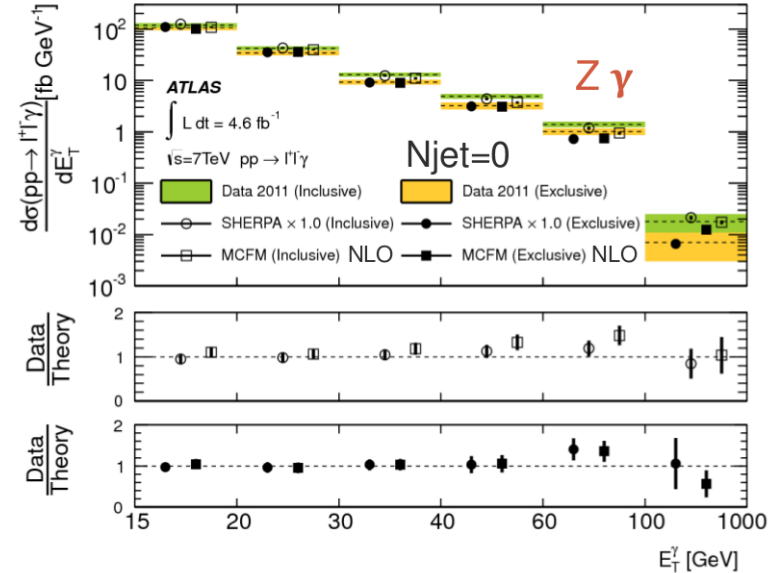 dσ(pp→ l⁺l⁻γ)
dE_T^γ
[fb GeV⁻¹]
10²
10
1
10⁻¹
10⁻²
10⁻³
ATLAS
∫ L dt = 4.6 fb⁻¹
√s=7TeV pp→ l⁺l⁻γ
Z γ
Njet=0
Data 2011 (Inclusive)
Data 2011 (Exclusive)
SHERPA × 1.0 (Inclusive)
SHERPA × 1.0 (Exclusive)
MCFM (Inclusive) NLO
MCFM (Exclusive) NLO
Data
Theory
2
1
0
Data
Theory
2
1
0
15 20 30 40 60 100 1000
E_T^γ [GeV]